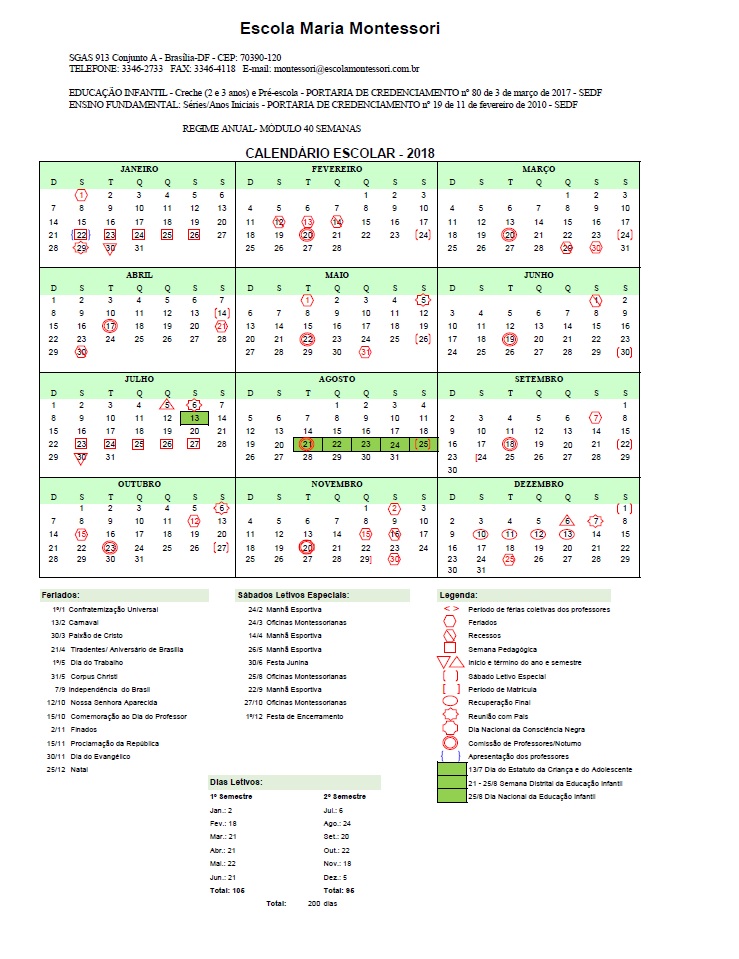 Escola Maria Montessori
SGAS 913 Conjunto A - Brasília-DF - CEP: 70390-120
TELEFONE: 3346-2733 FAX: 3346-4118 E-mail: montessori@escolamontessori.com.br
EDUCAÇÃO INFANTIL - Creche (2 e 3 anos) e Pré-escola - PORTARIA DE CREDENCIAMENTO nº 80 de 3 de março de 2017 - SEDF
ENSINO FUNDAMENTAL: Séries/Anos Iniciais - PORTARIA DE CREDENCIAMENTO nº 19 de 11 de fevereiro de 2010 - SEDF
REGIME ANUAL- MÓDULO 40 SEMANAS
CALENDÁRIO ESCOLAR - 2018
JANEIRO FEVEREIRO MARÇO
D S T Q Q S S D S T Q Q S S D S T Q Q S S
1 2 3 4 5 6 1 2 3 1 2 3
7 8 9 10 11 12 13 4 5 6 7 8 9 10 4 5 6 7 8 9 10
14 15 16 17 18 19 20 11 12 13 14 15 16 17 11 12 13 14 15 16 17
21 {22} 23 24 25 26 27 18 19 20 21 22 23 [24] 18 19 20 21 22 23 [24]
28 29 30 31 25 26 27 28 25 26 27 28 29 30 31
ABRIL MAIO JUNHO
D S T Q Q S S D S T Q Q S S D S T Q Q S S
1 2 3 4 5 6 7 1 2 3 4 5 1 2
8 9 10 11 12 13 [14] 6 7 8 9 10 11 12 3 4 5 6 7 8 9
15 16 17 18 19 20 21 13 14 15 16 17 18 19 10 11 12 13 14 15 16
22 23 24 25 26 27 28 20 21 22 23 24 25 [26] 17 18 19 20 21 22 23
29 30 27 28 29 30 31 24 25 26 27 28 29 [30]
JULHO AGOSTO SETEMBRO
D S T Q Q S S D S T Q Q S S D S T Q Q S S
1 2 3 4 5 6 7 1 2 3 4 1
8 9 10 11 12 13 14 5 6 7 8 9 10 11 2 3 4 5 6 7 8
15 16 17 18 19 20 21 12 13 14 15 16 17 18 9 10 11 12 13 14 15
22 23 24 25 26 27 28 19 20 21 22 23 24 [25] 16 17 18 19 20 21 [22]
29 30 31 26 27 28 29 30 31 23 [24 25 26 27 28 29
30
OUTUBRO NOVEMBRO DEZEMBRO
D S T Q Q S S D S T Q Q S S D S T Q Q S S
1 2 3 4 5 6 1 2 3 [1]
7 8 9 10 11 12 13 4 5 6 7 8 9 10 2 3 4 5 6 7 8
14 15 16 17 18 19 20 11 12 13 14 15 16 17 9 10 11 12 13 14 15
21 22 23 24 25 26 [27] 18 19 20 21 22 23 24 16 17 18 19 20 21 22
28 29 30 31 25 26 27 28 29] 30 23 24 25 26 27 28 29
30 31
Feriados: Sábados Letivos Especiais: Legenda:
1º/1 Confraternização Universal 24/2 Manhã Esportiva < > Período de férias coletivas dos professores
13/2 Carnaval 24/3 Oficinas Montessorianas Feriados
30/3 Paixão de Cristo 14/4 Manhã Esportiva Recessos
21/4 Tiradentes/ Aniversário de Brasília 26/5 Manhã Esportiva Semana Pedagógica
1º/5 Dia do Trabalho 30/6 Festa Junina Início e término do ano e semestre
31/5 Corpus Christi 25/8 Oficinas Montessorianas [ ] Sábado Letivo Especial
7/9 Independência do Brasil 22/9 Manhã Esportiva [ ] Período de Matrícula
12/10 Nossa Senhora Aparecida 27/10 Oficinas Montessorianas Recuperação Final
15/10 Comemoração ao Dia do Professor 1º/12 Festa de Encerramento Reunião com Pais
2/11 Finados Dia Nacional da Consciência Negra
15/11 Proclamação da República Comissão de Professores/Noturno
30/11 Dia do Evangélico { } Apresentação dos professores
25/12 Natal 13/7 Dia do Estatuto da Criança e do Adolescente
Dias Letivos: 21 - 25/8 Semana Distrital da Educação Infantil
1º Semestre 2º Semestre 25/8 Dia Nacional da Educação Infantil
Jan.: 2 Jul.: 6
Fev.: 18 Ago.: 24
Mar.: 21 Set.: 20
Abr.: 21 Out.: 22
Mai.: 22 Nov.: 18
Jun.: 21 Dez.: 5
Total: 105 Total: 95
Total: 200 dias